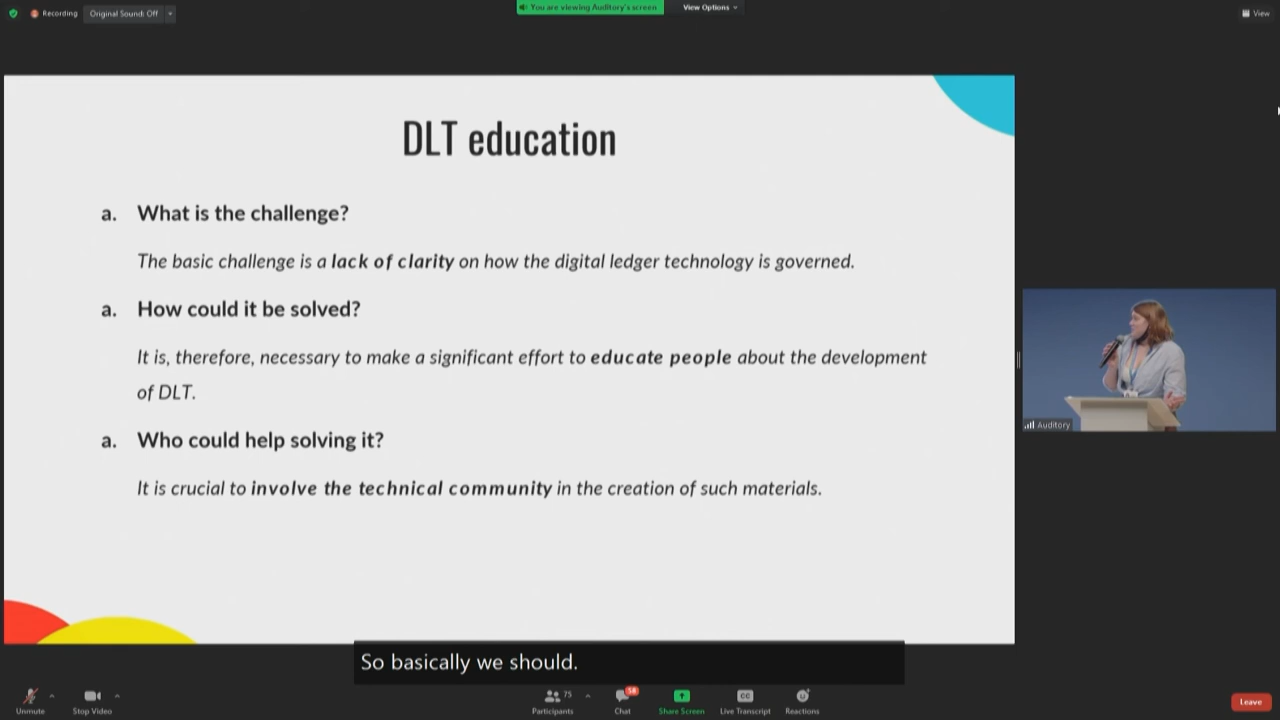 Recording
Original Sound: Off
You are viewing Auditory's screen
View Options
View
DLT education
a. What is the challenge?
The basic challenge is a lack of clarity on how the digital ledger technology is governed.
a. How could it be solved?
It is, therefore, necessary to make a significant effort to educate people about the development
of DLT.
a. Who could help solving it?
It is crucial to involve the technical community in the creation of such materials.
Auditory
So basically we should.
Unmute
Stop Video
Participants
75
Chat
58
Share Screen
CC
Live Transcript
Reactions
Leave